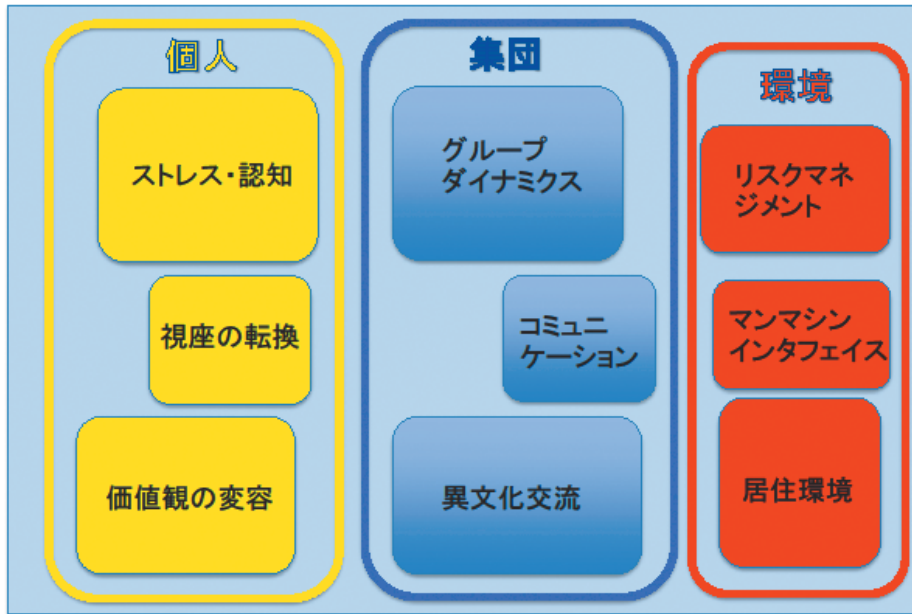 個人
ストレス・認知
視座の転換
価値観の変容
集団
グループ
ダイナミクス
コミュニ
ケーション
異文化交流
環境
リスクマネ
ジメント
マンマシン
インタフェイス
居住環境